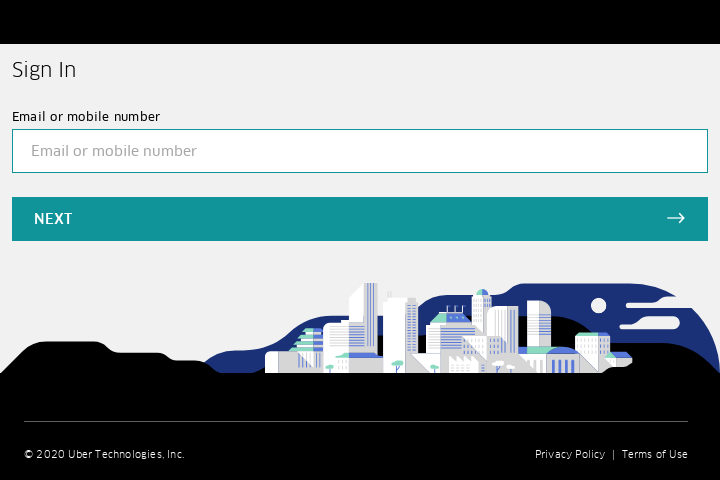 Sign In
Email or mobile number
Email or mobile number
NEXT
© 2020 Uber Technologies, Inc.
Privacy Policy | Terms of Use